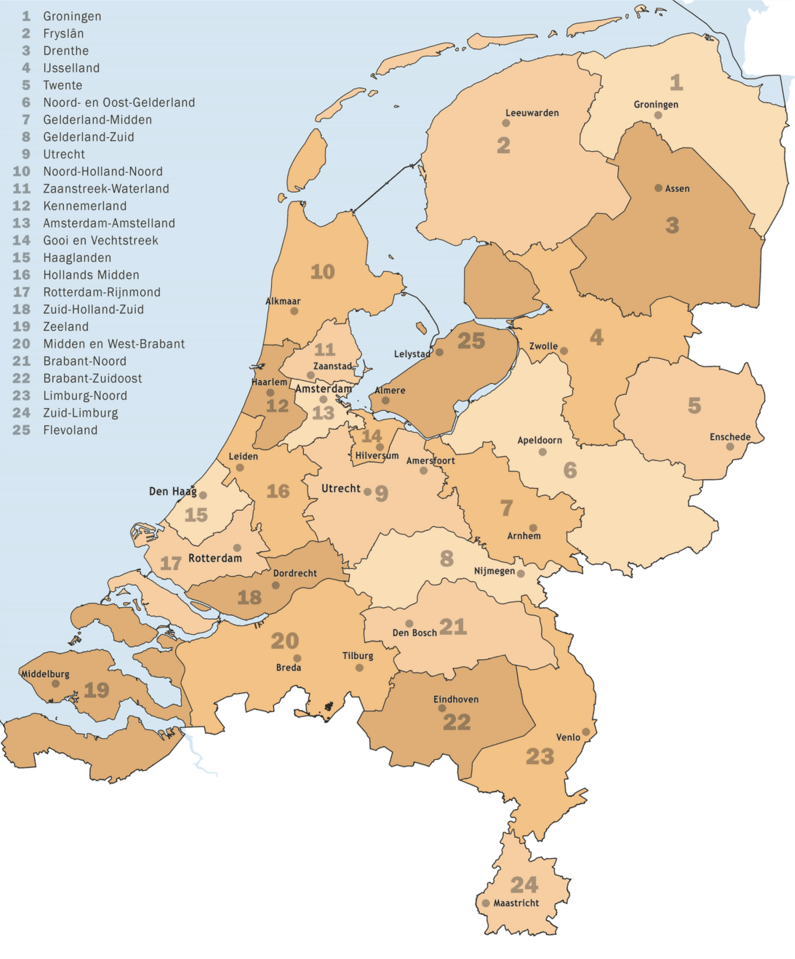 1 Groningen
2 Fryslân
3 Drenthe
4 IJsselland
5 Twente
6 Noord- en Oost-Gelderland
7 Gelderland-Midden
8 Gelderland-Zuid
9 Utrecht
10 Noord-Holland-Noord
11 Zaanstreek-Waterland
12 Kennemerland
13 Amsterdam-Amstelland
14 Gooi en Vechtstreek
15 Haaglanden
16 Hollands Midden
17 Rotterdam-Rijnmond
18 Zuid-Holland-Zuid
19 Zeeland
20 Midden en West-Brabant
21 Brabant-Noord
22 Brabant-Zuidoost
23 Limburg-Noord
24 Zuid-Limburg
25 Flevoland
1
Groningen
Leeuwarden
2
Assen
3
10
Alkmaar
25
4
Zwolle
Lelystad
11
Zaanstad
Haarlem
Amsterdam
Almere
12
13
5
Enschede
14
Hilversum
Apeldoorn
Leiden
Amersfoort
6
Den Haag
16
Utrecht
9
15
7
Arnhem
17
Rotterdam
8
Nijmegen
Dordrecht
18
20
Den Bosch
21
Breda
Tilburg
Middelburg
19
Eindhoven
22
Venlo
23
24
Maastricht